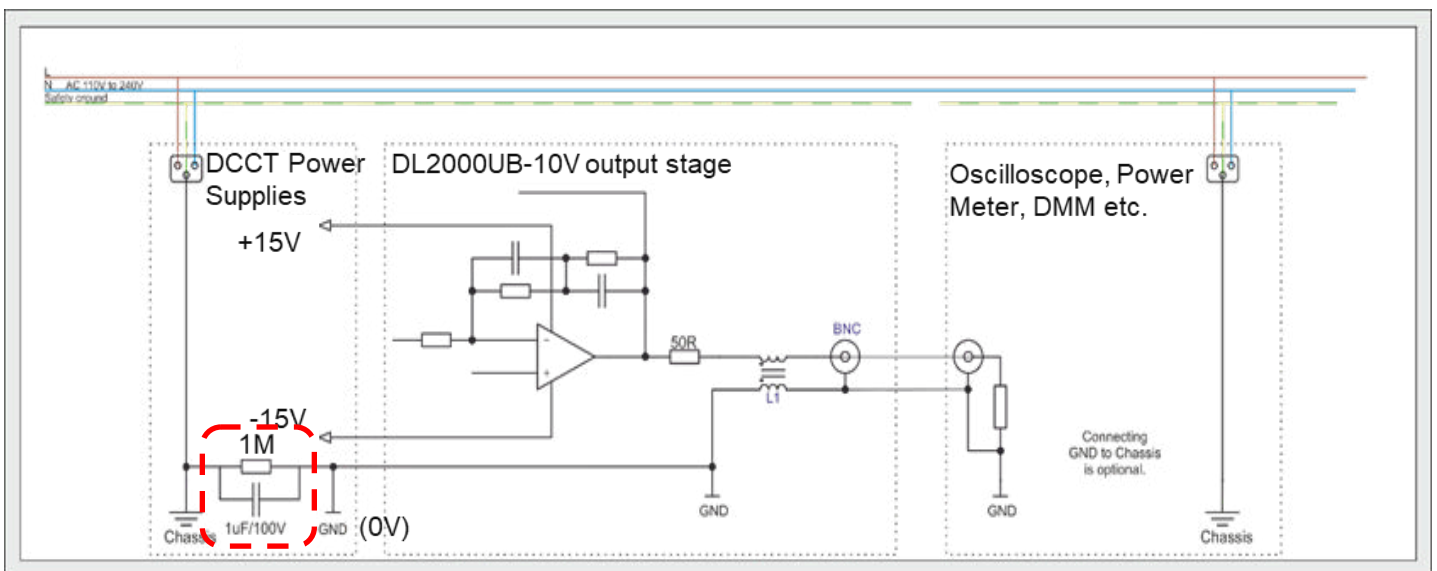 L
N AC 110V to 240V
Safety ground
DCCT Power
Supplies
+15V
-15V
1M
1uF/100V
Chassis
GND
(0V)
DL2000UB-10V output stage
-
+
50R
L1
BNC
GND
Oscilloscope, Power
Meter, DMM etc.
Connecting
GND to Chassis
is optional.
GND
Chassis